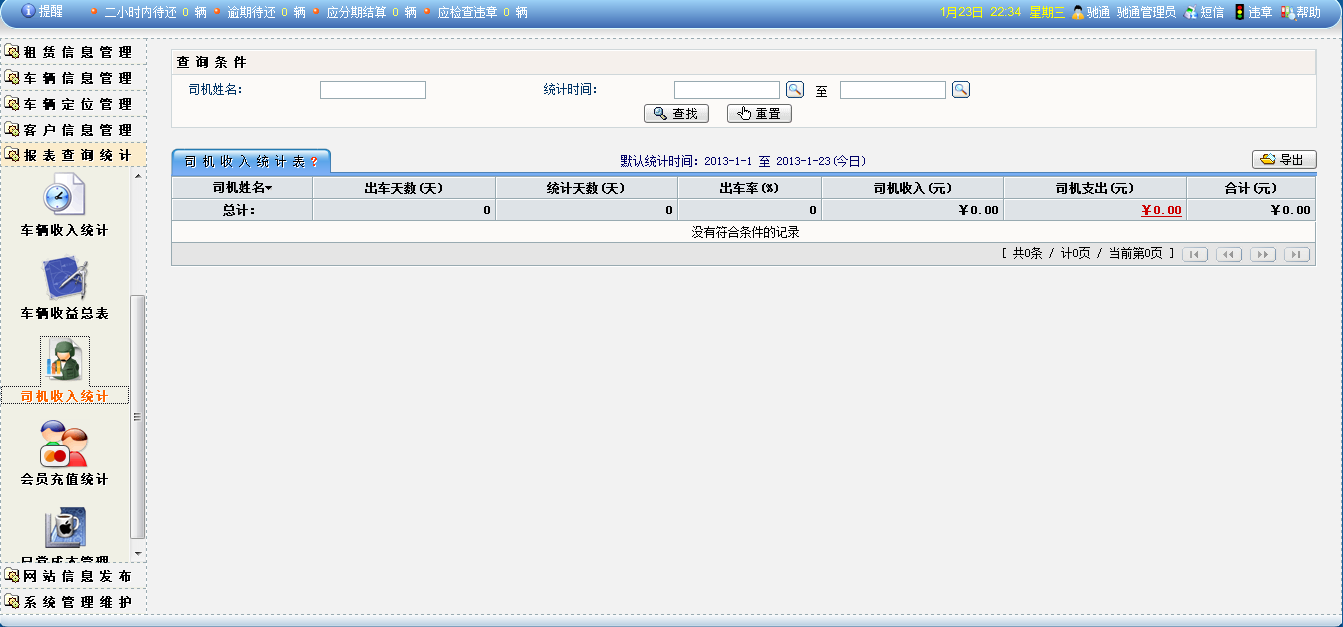 提醒 二小时内待还 0 辆 逾期待还 0 辆 应分期结算 0 辆 应检查违章 0 辆 1月23日 22:34 星期三 驰通 驰通管理员 短信 违章 帮助
租赁信息管理
车辆信息管理
车辆定位管理
客户信息管理
报表查询统计
车辆收入统计
车辆收益总表
司机收入统计
会员充值统计
日常成本管理
网站信息发布
系统管理维护
查询条件
司机姓名: 统计时间: 至
查找 重置
司机收入统计表? 默认统计时间: 2013-1-1 至 2013-1-23(今日) 导出
司机姓名 出车天数(天) 统计天数(天) 出车率(%) 司机收入(元) 司机支出(元) 合计(元)
总计: 0 0 0 ¥0.00 ¥0.00 ¥0.00
没有符合条件的记录
[ 共0条 / 计0页 / 当前第0页 ]